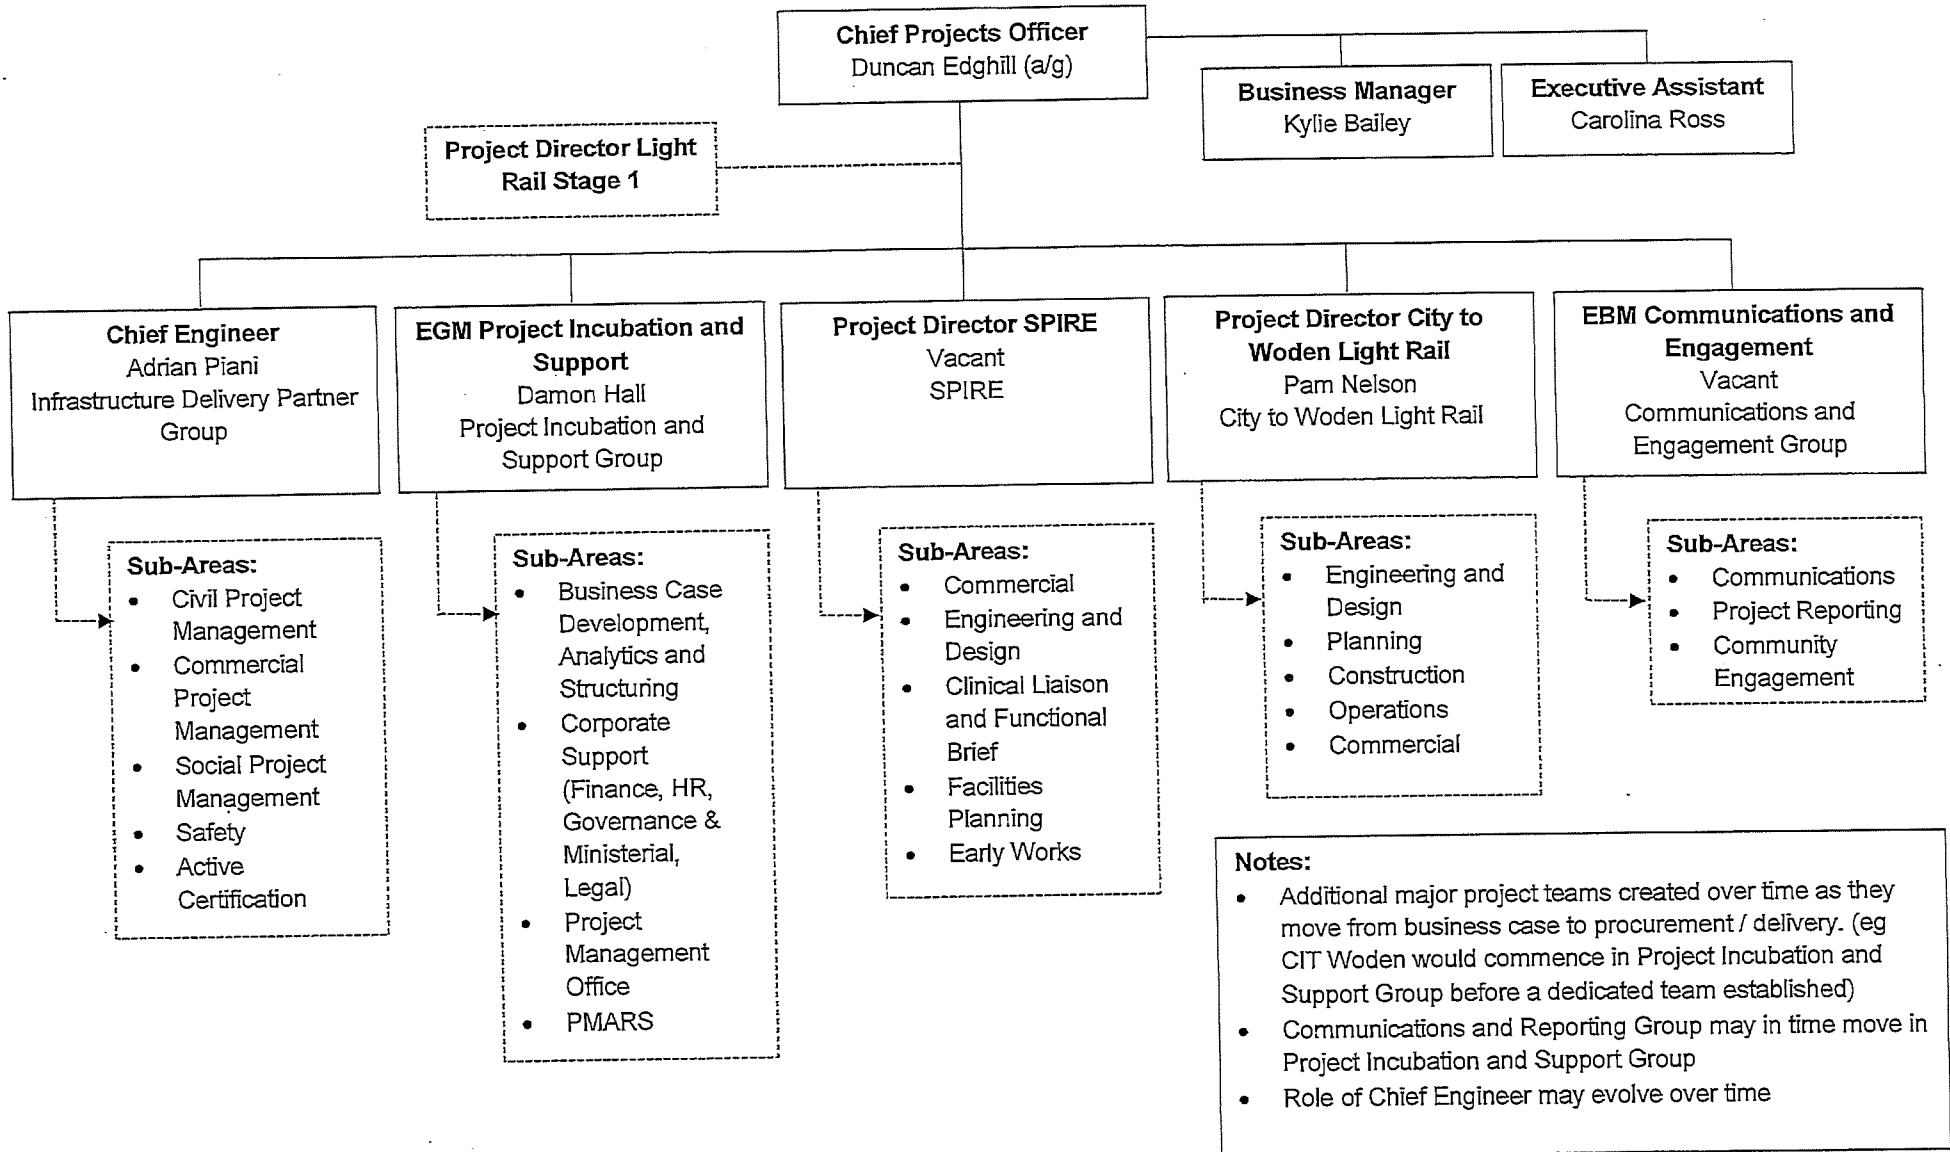 Chief Projects Officer
Duncan Edghill (a/g)
Business Manager
Kylie Bailey
Executive Assistant
Carolina Ross
Project Director Light
Rail Stage 1
Chief Engineer
Adrian Piani
Infrastructure Delivery Partner
Group
EGM Project Incubation and
Support
Damon Hall
Project Incubation and
Support Group
Project Director SPIRE
Vacant
SPIRE
Project Director City to
Woden Light Rail
Pam Nelson
City to Woden Light Rail
EBM Communications and
Engagement
Vacant
Communications and
Engagement Group
Sub-Areas:
• Civil Project
Management
• Commercial
Project
Management
• Social Project
Management
• Safety
• Active
Certification
Sub-Areas:
• Business Case
Development,
Analytics and
Structuring
• Corporate
Support
(Finance, HR,
Governance &
Ministerial,
Legal)
• Project
Management
Office
• PMARS
Sub-Areas:
• Commercial
• Engineering and
Design
• Clinical Liaison
and Functional
Brief
• Facilities
Planning
• Early Works
Sub-Areas:
• Engineering and
Design
• Planning
• Construction
• Operations
• Commercial
Sub-Areas:
• Communications
• Project Reporting
• Community
Engagement
Notes:
• Additional major project teams created over time as they
move from business case to procurement / delivery. (eg
CIT Woden would commence in Project Incubation and
Support Group before a dedicated team established)
• Communications and Reporting Group may in time move in
Project Incubation and Support Group
• Role of Chief Engineer may evolve over time